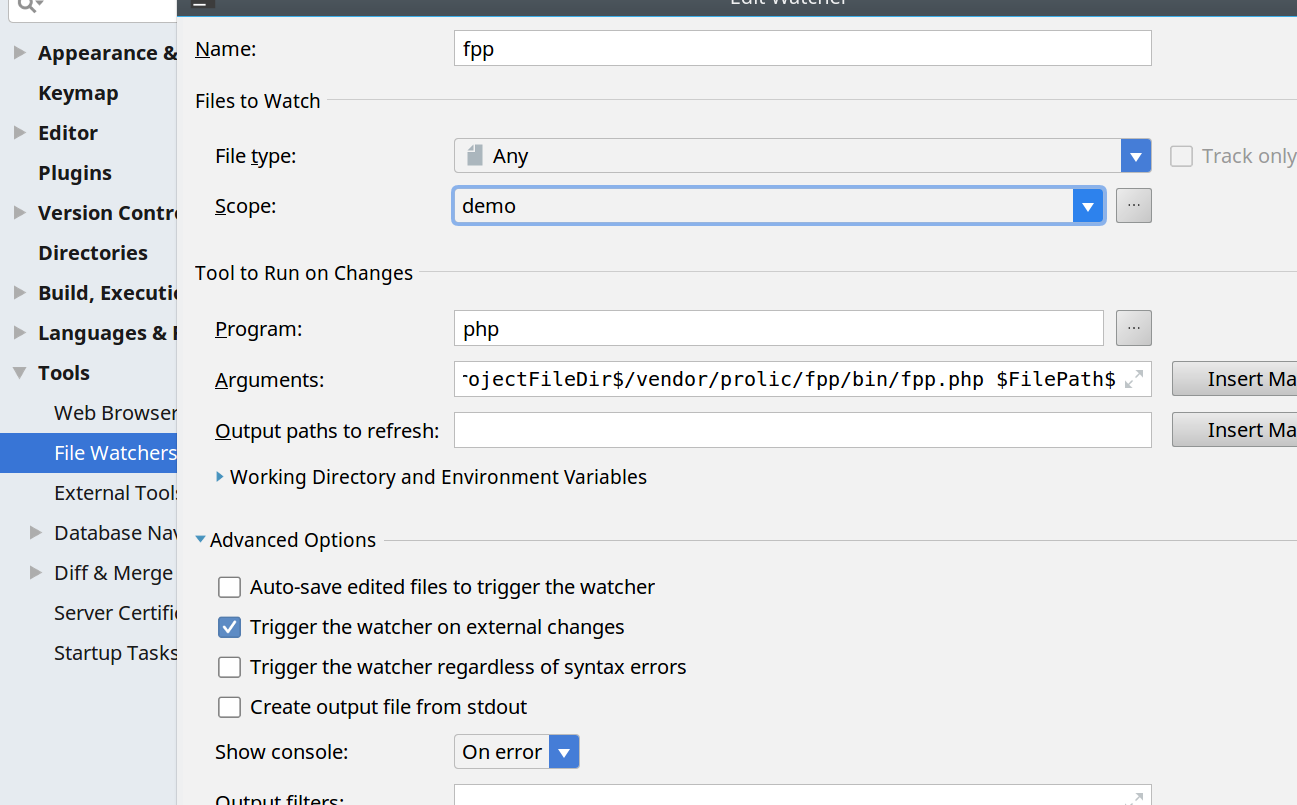 Edit Watcher
Appearance &
Keymap
Editor
Plugins
Version Contr
Directories
Build, Executi
Languages &
Tools
Web Browser
File Watchers
External Tools
Database Nav
Diff & Merge
Server Certific
Startup Tasks
Name:
fpp
Files to Watch
File type:
Any
Track only
Scope:
demo
...
Tool to Run on Changes
Program:
php
...
Arguments:
rojectFileDir$/vendor/prolic/fpp/bin/fpp.php $FilePath$
Insert Ma
Output paths to refresh:
Insert Ma
Working Directory and Environment Variables
Advanced Options
Auto-save edited files to trigger the watcher
Trigger the watcher on external changes
Trigger the watcher regardless of syntax errors
Create output file from stdout
Show console:
On error
Output filters: